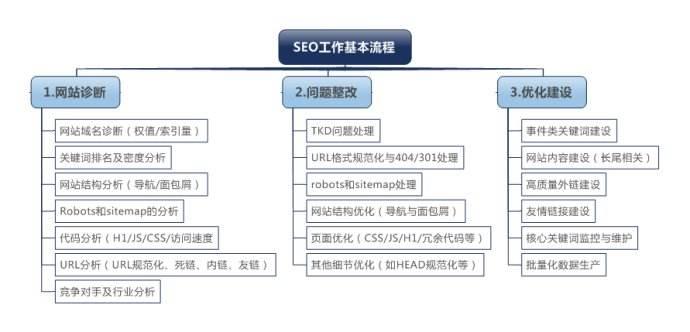 SEO工作基本流程
1.网站诊断
网站域名诊断（权值/索引量）
关键词排名及密度分析
网站结构分析（导航/面包屑）
Robots和sitemap的分析
代码分析（H1/JS/CSS/访问速度
URL分析（URL规范化、死链、内链、友链）
竞争对手及行业分析
2.问题整改
TKD问题处理
URL格式规范化与404/301处理
robots和sitemap处理
网站结构优化（导航与面包屑）
页面优化（CSS/JS/H1/冗余代码等）
其他细节优化（如HEAD规范化等）
3.优化建设
事件类关键词建设
网站内容建设（长尾相关）
高质量外链建设
友情链接建设
核心关键词监控与维护
批量化数据生产